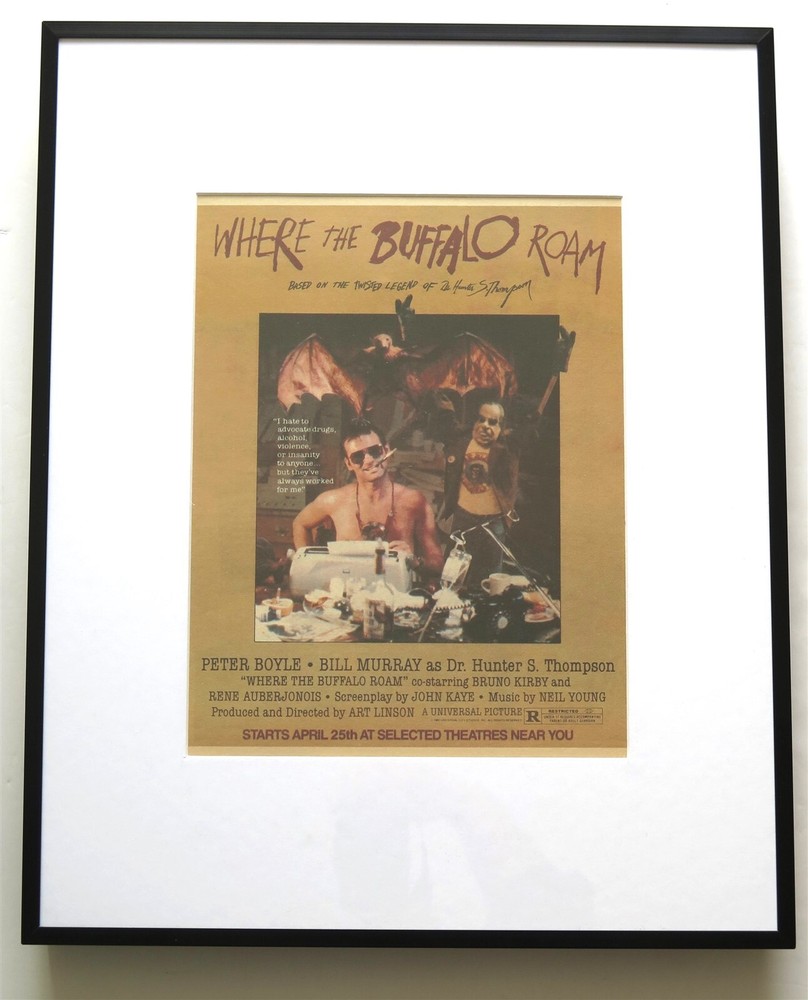 WHERE THE BUFFALO ROAM
BASED ON THE TWISTED LEGEND OF Dr. Hunter S. Thompson
"I hate to
advocate drugs,
alcohol,
violence,
or insanity
to anyone...
but they've
always worked
for me"
PETER BOYLE • BILL MURRAY as Dr. Hunter S. Thompson
"WHERE THE BUFFALO ROAM" co-starring BRUNO KIRBY and
RENE AUBERJONOIS • Screenplay by JOHN KAYE • Music by NEIL YOUNG
Produced and Directed by ART LINSON A UNIVERSAL PICTURE R RESTRICTED
STARTS APRIL 25th AT SELECTED THEATRES NEAR YOU